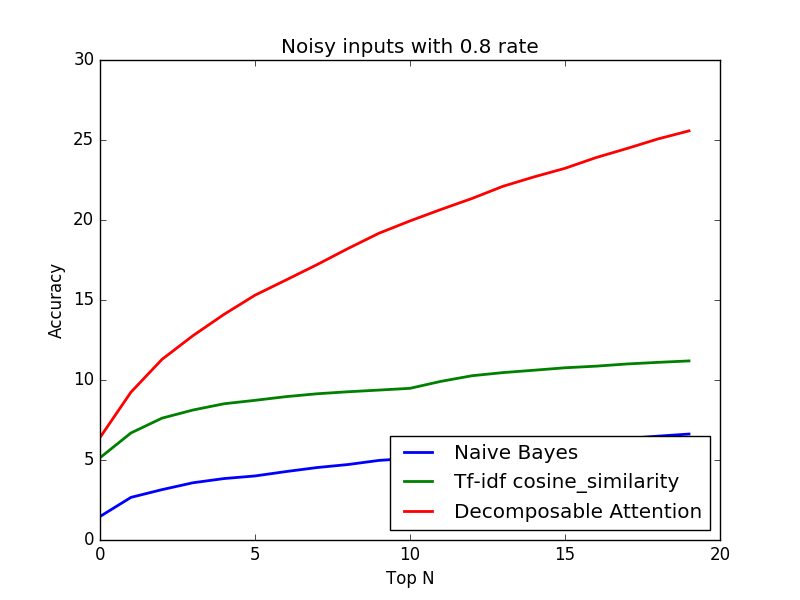 Noisy inputs with 0.8 rate
30
25
20
15
10
5
0
Accuracy
Naive Bayes
Tf-idf cosine_similarity
Decomposable Attention
0 5 10 15 20
Top N